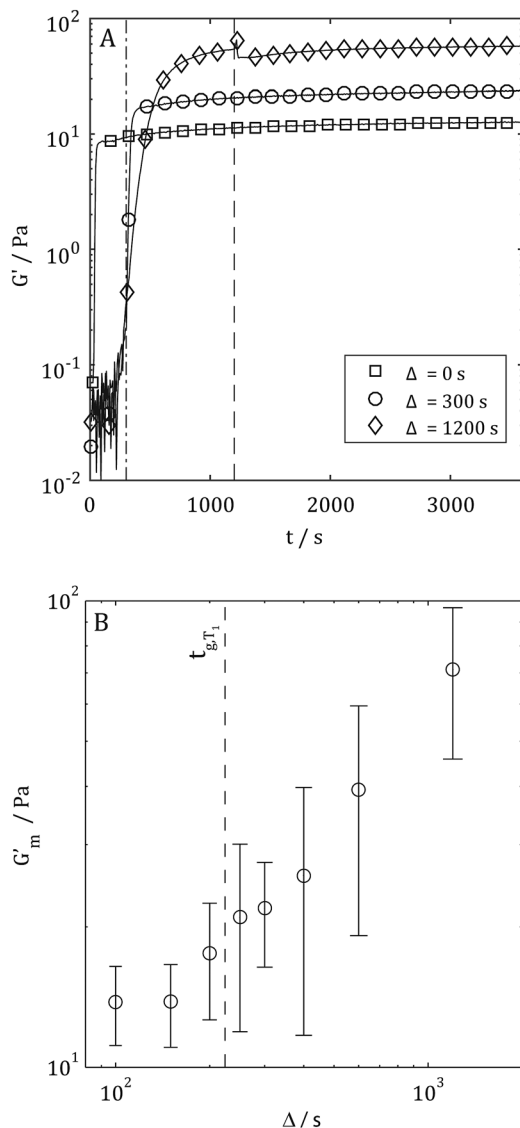 A
10²
10¹
10⁰
10⁻¹
10⁻²
G' / Pa
Δ = 0 s
Δ = 300 s
Δ = 1200 s
0 1000 2000 3000
t / s
B
t_g,T₁
10²
10¹
G'_m / Pa
10² 10³
Δ / s